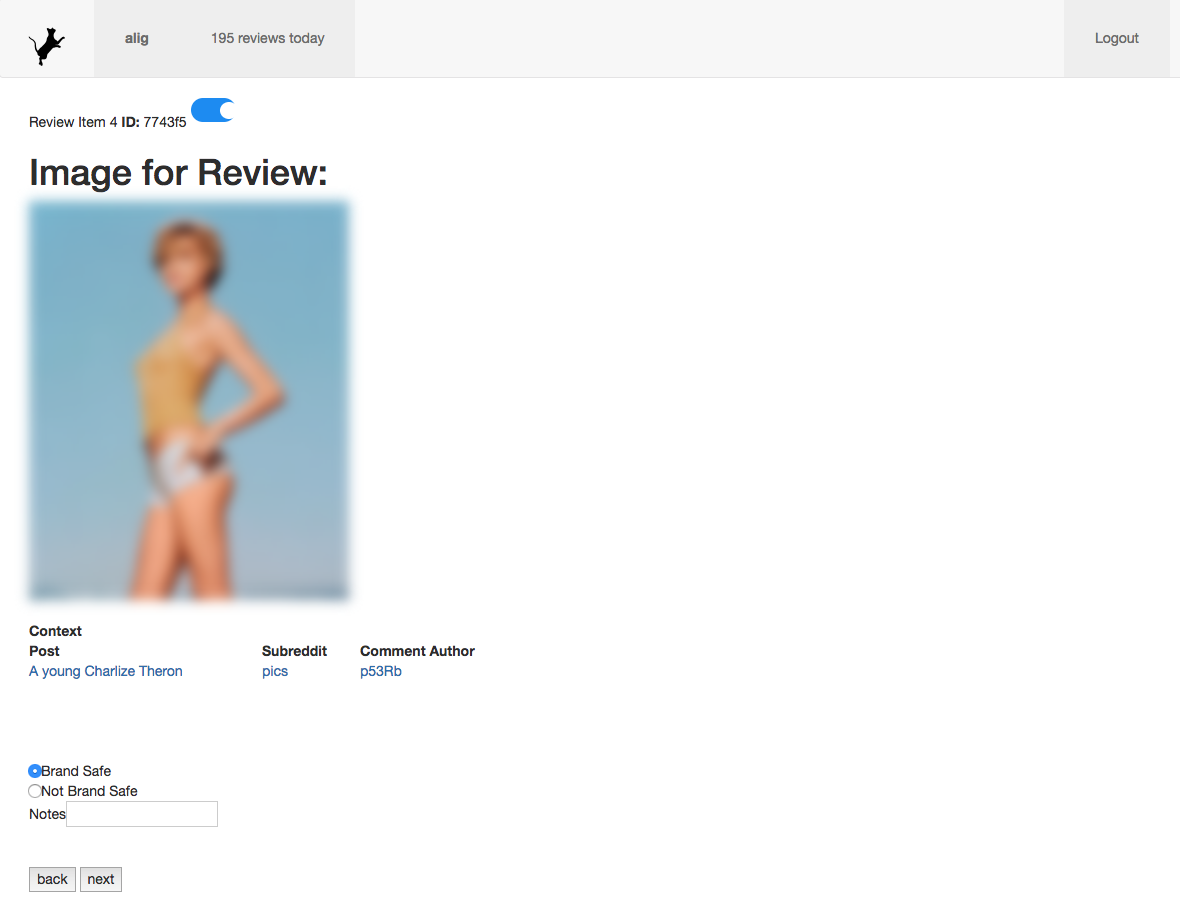 alig 195 reviews today Logout
Review Item 4 ID: 7743f5
Image for Review:
Context
Post Subreddit Comment Author
A young Charlize Theron pics p53Rb
Brand Safe
Not Brand Safe
Notes
back next